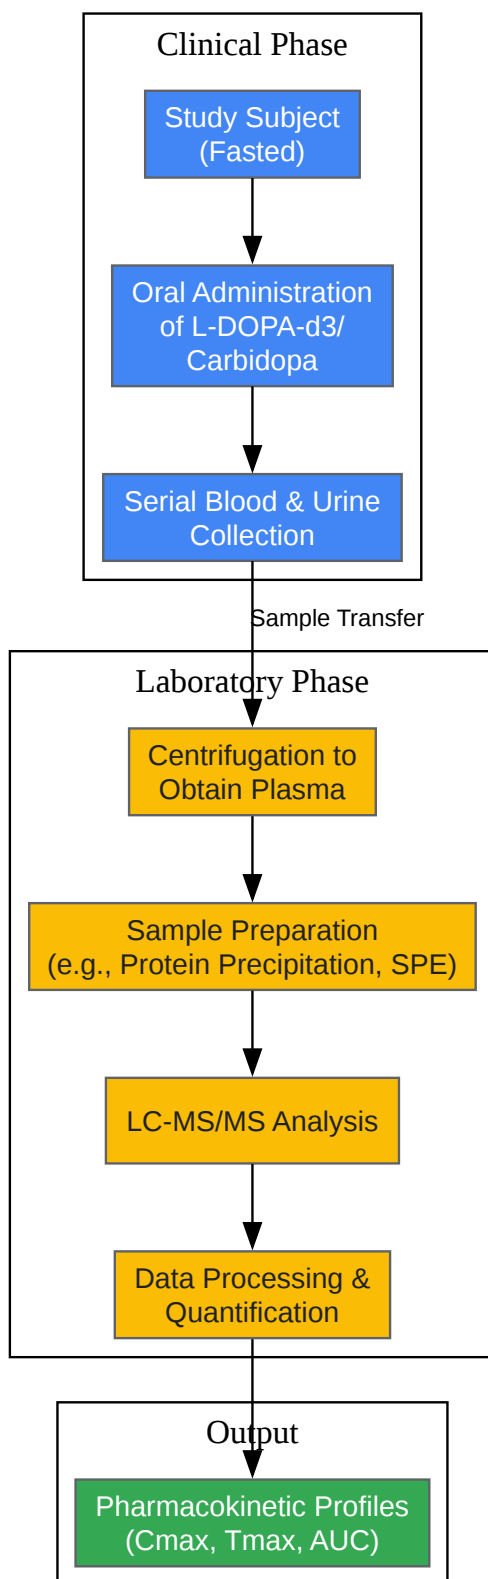 Clinical Phase
Study Subject
(Fasted)
Oral Administration
of L-DOPA-d3/
Carbidopa
Serial Blood & Urine
Collection
Sample Transfer
Laboratory Phase
Centrifugation to
Obtain Plasma
Sample Preparation
(e.g., Protein Precipitation, SPE)
LC-MS/MS Analysis
Data Processing &
Quantification
Output
Pharmacokinetic Profiles
(Cmax, Tmax, AUC)